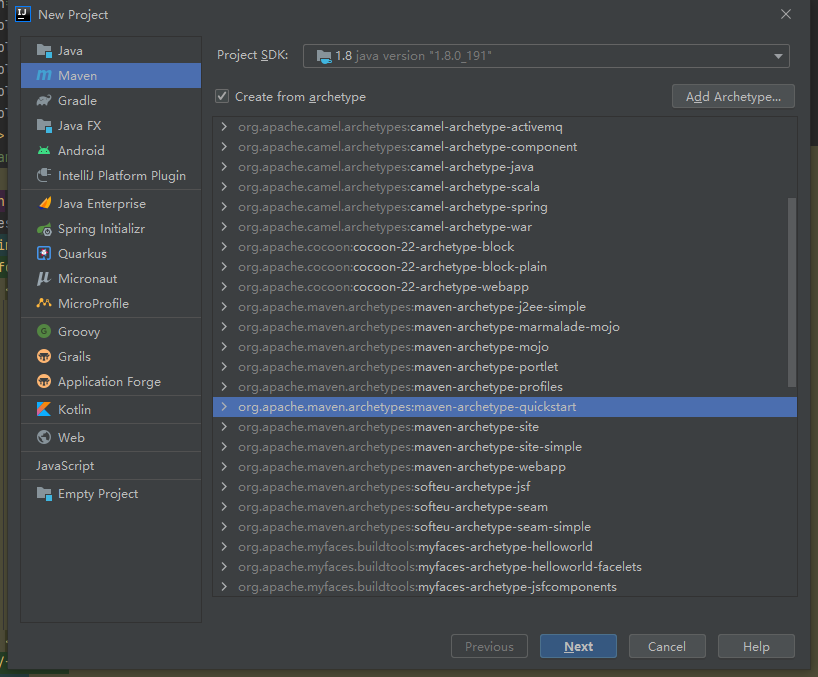 New Project
Java
Maven
Gradle
Java FX
Android
IntelliJ Platform Plugin
Java Enterprise
Spring Initializr
Quarkus
Micronaut
MicroProfile
Groovy
Grails
Application Forge
Kotlin
Web
JavaScript
Empty Project
Project SDK: 1.8 java version "1.8.0_191"
Create from archetype Add Archetype...
org.apache.camel.archetypes:camel-archetype-activemq
org.apache.camel.archetypes:camel-archetype-component
org.apache.camel.archetypes:camel-archetype-java
org.apache.camel.archetypes:camel-archetype-scala
org.apache.camel.archetypes:camel-archetype-spring
org.apache.camel.archetypes:camel-archetype-war
org.apache.cocoon:cocoon-22-archetype-block
org.apache.cocoon:cocoon-22-archetype-block-plain
org.apache.cocoon:cocoon-22-archetype-webapp
org.apache.maven.archetypes:maven-archetype-j2ee-simple
org.apache.maven.archetypes:maven-archetype-marmalade-mojo
org.apache.maven.archetypes:maven-archetype-mojo
org.apache.maven.archetypes:maven-archetype-portlet
org.apache.maven.archetypes:maven-archetype-profiles
org.apache.maven.archetypes:maven-archetype-quickstart
org.apache.maven.archetypes:maven-archetype-site
org.apache.maven.archetypes:maven-archetype-site-simple
org.apache.maven.archetypes:maven-archetype-webapp
org.apache.maven.archetypes:softeu-archetype-jsf
org.apache.maven.archetypes:softeu-archetype-seam
org.apache.maven.archetypes:softeu-archetype-seam-simple
org.apache.myfaces.buildtools:myfaces-archetype-helloworld
org.apache.myfaces.buildtools:myfaces-archetype-helloworld-facelets
org.apache.myfaces.buildtools:myfaces-archetype-jsfcomponents
Previous Next Cancel Help